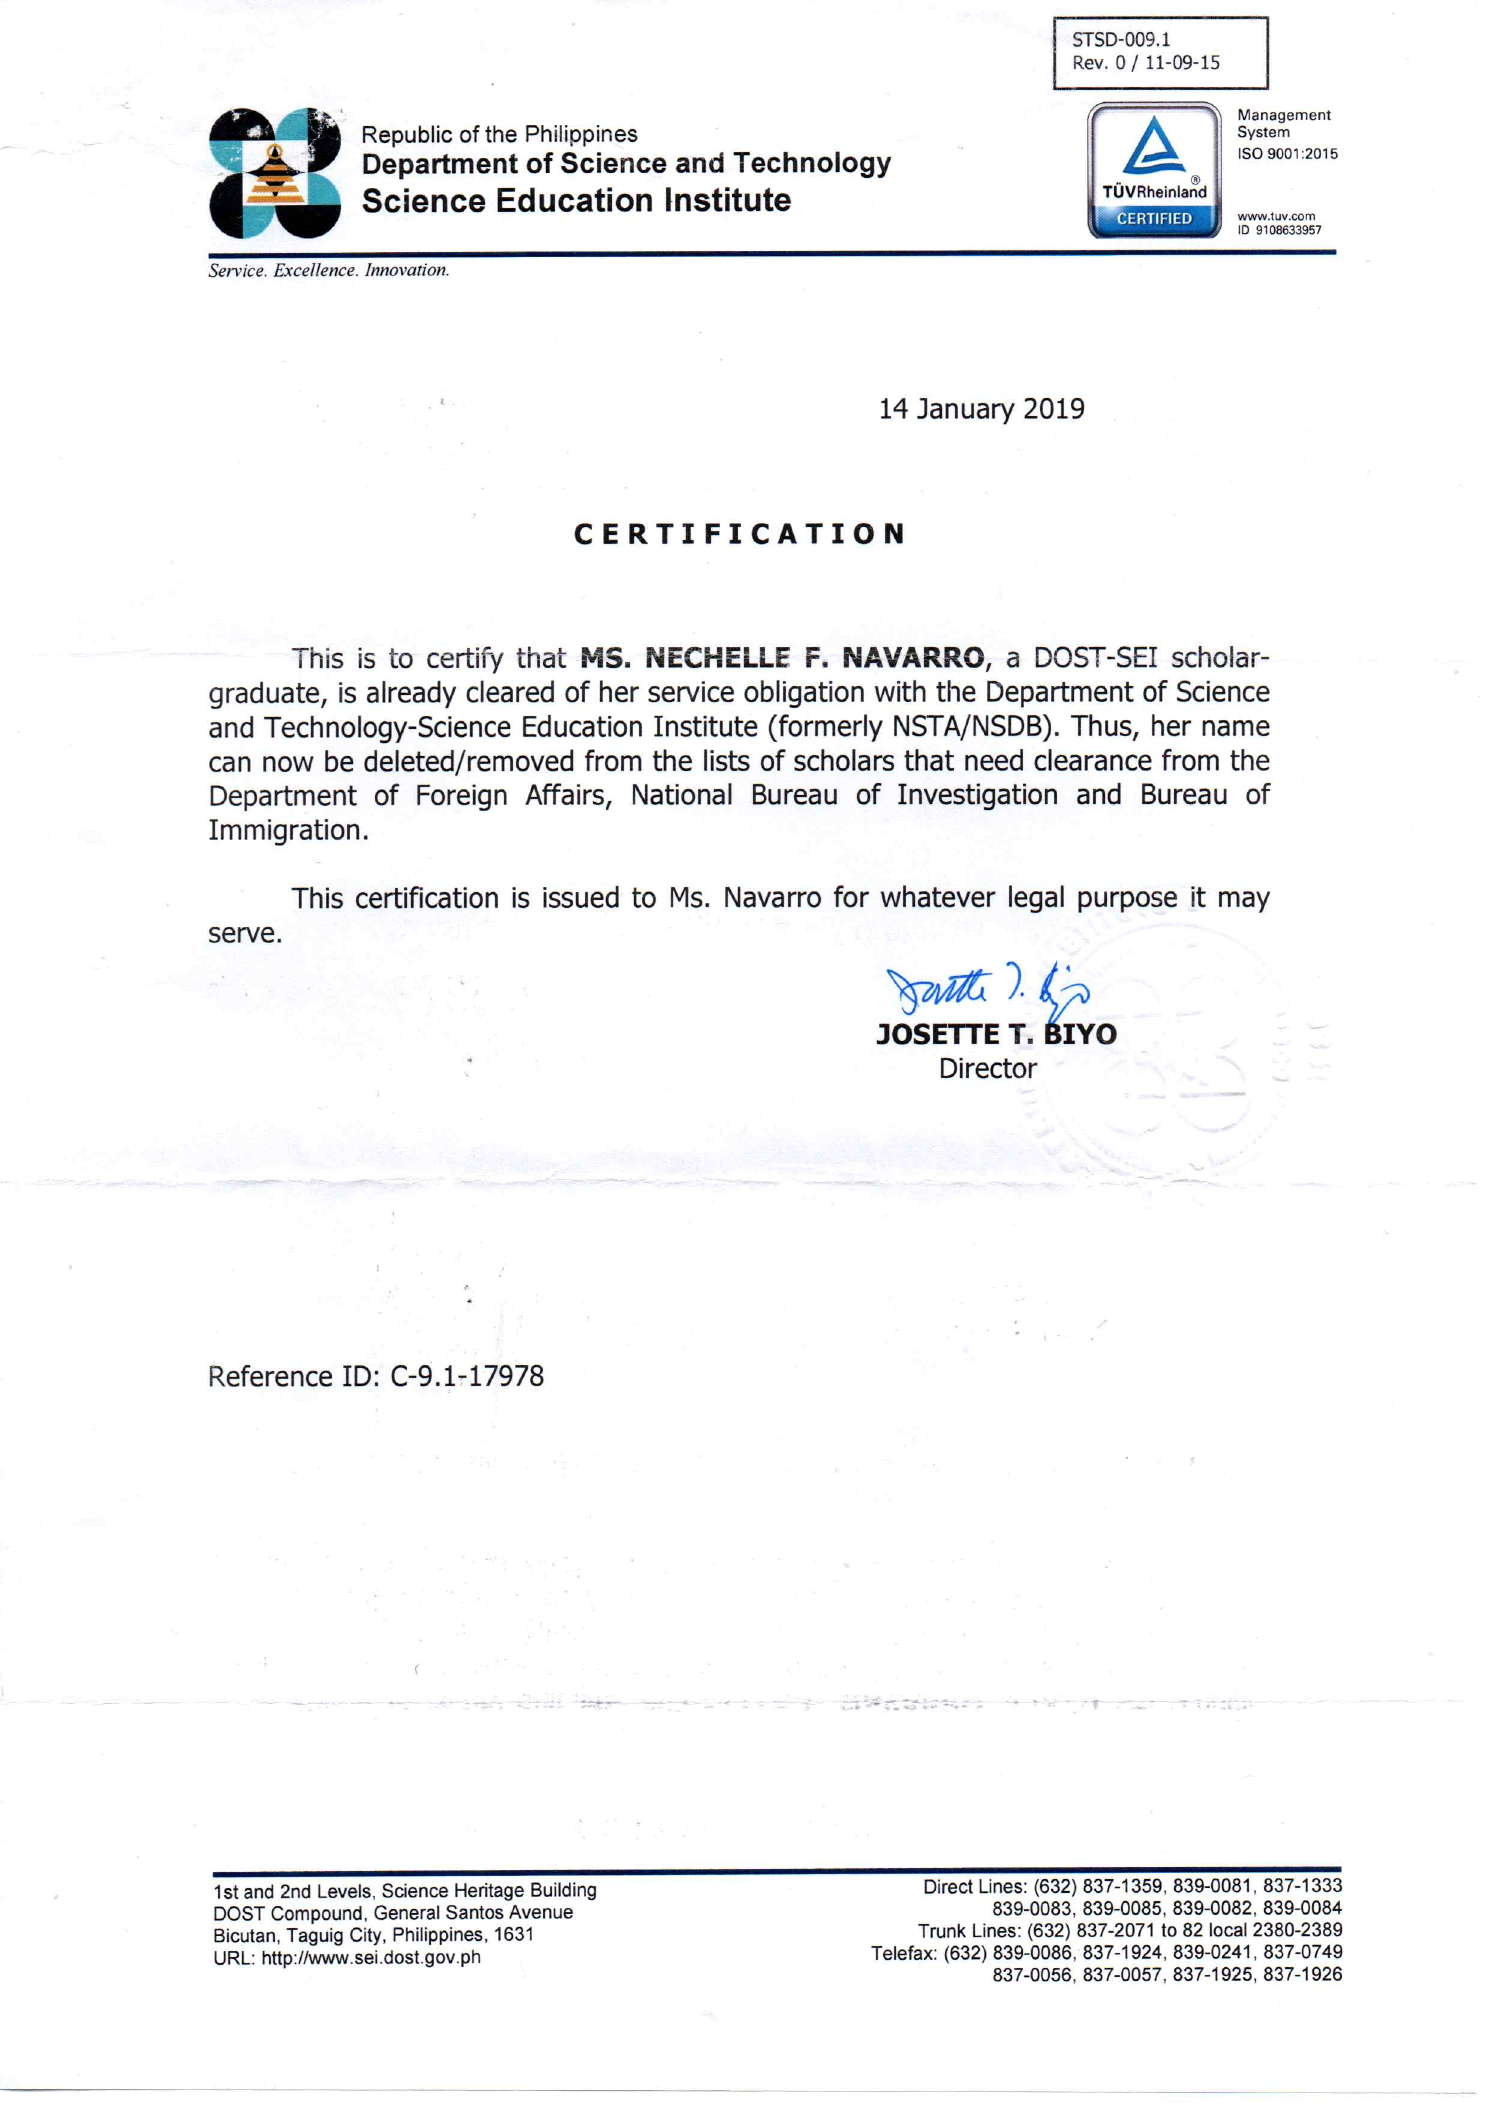 STSD-009.1
Rev. 0 / 11-09-15
Republic of the Philippines
Department of Science and Technology
Science Education Institute
TÜVRheinland®
CERTIFIED
Management
System
ISO 9001:2015
www.tuv.com
ID 9108633957
Service. Excellence. Innovation.
14 January 2019
CERTIFICATION
This is to certify that MS. NECHELLE F. NAVARRO, a DOST-SEI scholar-
graduate, is already cleared of her service obligation with the Department of Science
and Technology-Science Education Institute (formerly NSTA/NSDB). Thus, her name
can now be deleted/removed from the lists of scholars that need clearance from the
Department of Foreign Affairs, National Bureau of Investigation and Bureau of
Immigration.
This certification is issued to Ms. Navarro for whatever legal purpose it may
serve.
Josette T. Biyo
JOSETTE T. BIYO
Director
Reference ID: C-9.1-17978
1st and 2nd Levels, Science Heritage Building
DOST Compound, General Santos Avenue
Bicutan, Taguig City, Philippines, 1631
URL: http://www.sei.dost.gov.ph
Direct Lines: (632) 837-1359, 839-0081, 837-1333
839-0083, 839-0085, 839-0082, 839-0084
Trunk Lines: (632) 837-2071 to 82 local 2380-2389
Telefax: (632) 839-0086, 837-1924, 839-0241, 837-0749
837-0056, 837-0057, 837-1925, 837-1926